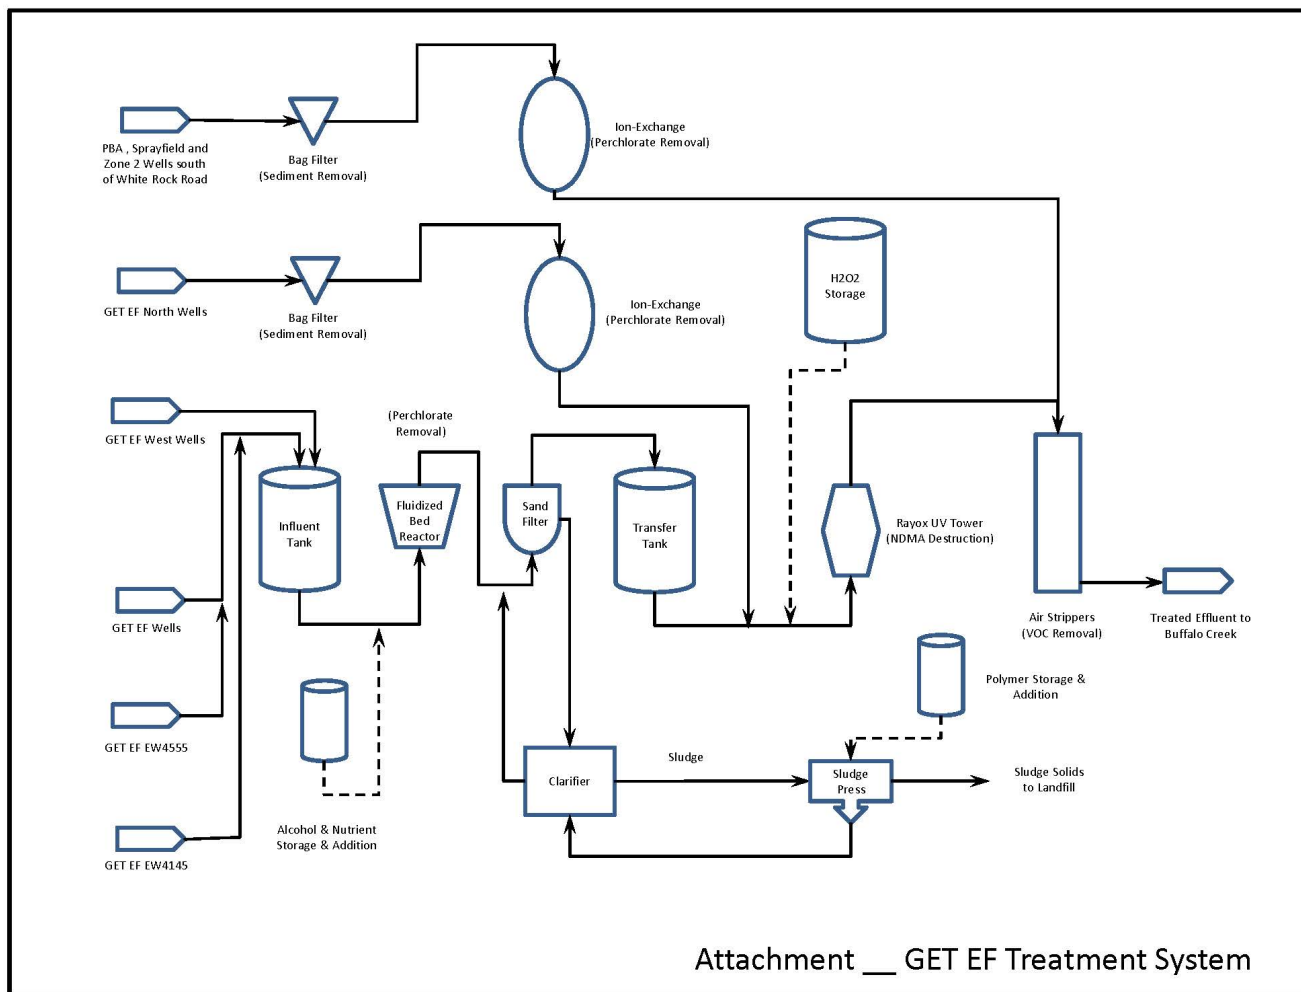 PBA , Sprayfield and
Zone 2 Wells south
of White Rock Road
Bag Filter
(Sediment Removal)
Ion-Exchange
(Perchlorate Removal)
GET EF North Wells
Bag Filter
(Sediment Removal)
Ion-Exchange
(Perchlorate Removal)
H2O2
Storage
GET EF West Wells
(Perchlorate
Removal)
Influent
Tank
Fluidized
Bed
Reactor
Sand
Filter
Transfer
Tank
Rayox UV Tower
(NDMA Destruction)
GET EF Wells
Air Strippers
(VOC Removal)
Treated Effluent to
Buffalo Creek
Polymer Storage &
Addition
GET EF EW4555
Clarifier
Sludge
Sludge
Press
Sludge Solids
to Landfill
Alcohol & Nutrient
Storage & Addition
GET EF EW4145
Attachment __ GET EF Treatment System